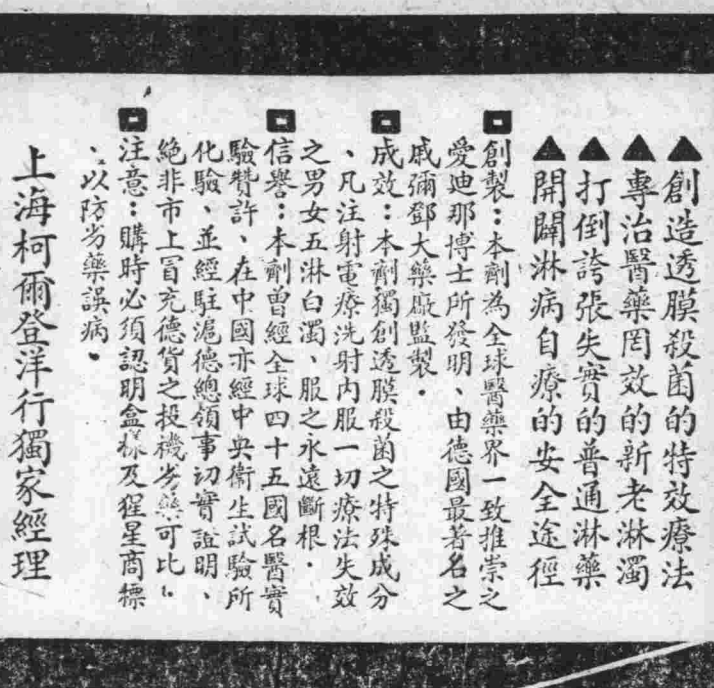 ▲創造透膜殺菌的特效療法
▲專治醫藥罔效的新老淋濁
▲打倒誇張失實的普通淋藥
▲開闢淋病自療的安全途徑
創製：本劑為全球醫藥界一致推崇之
愛迪那博士所發明、由德國最著名之
戚彌鄧大藥廠監製．
成效：本劑獨創透膜殺菌之特殊成分
、凡注射電療洗射內服一切療法失效
之男女五淋白濁、服之永遠斷根．
信譽：本劑曾經全球四十五國名醫實
驗贊許、在中國亦經中央衛生試驗所
化驗、並經駐滬德總領事切實證明、
絕非市上冒充德貨之投機劣藥可比．
注意：購時必須認明盒樣及猩星商標
、以防劣藥誤病．
上海柯爾登洋行獨家經理